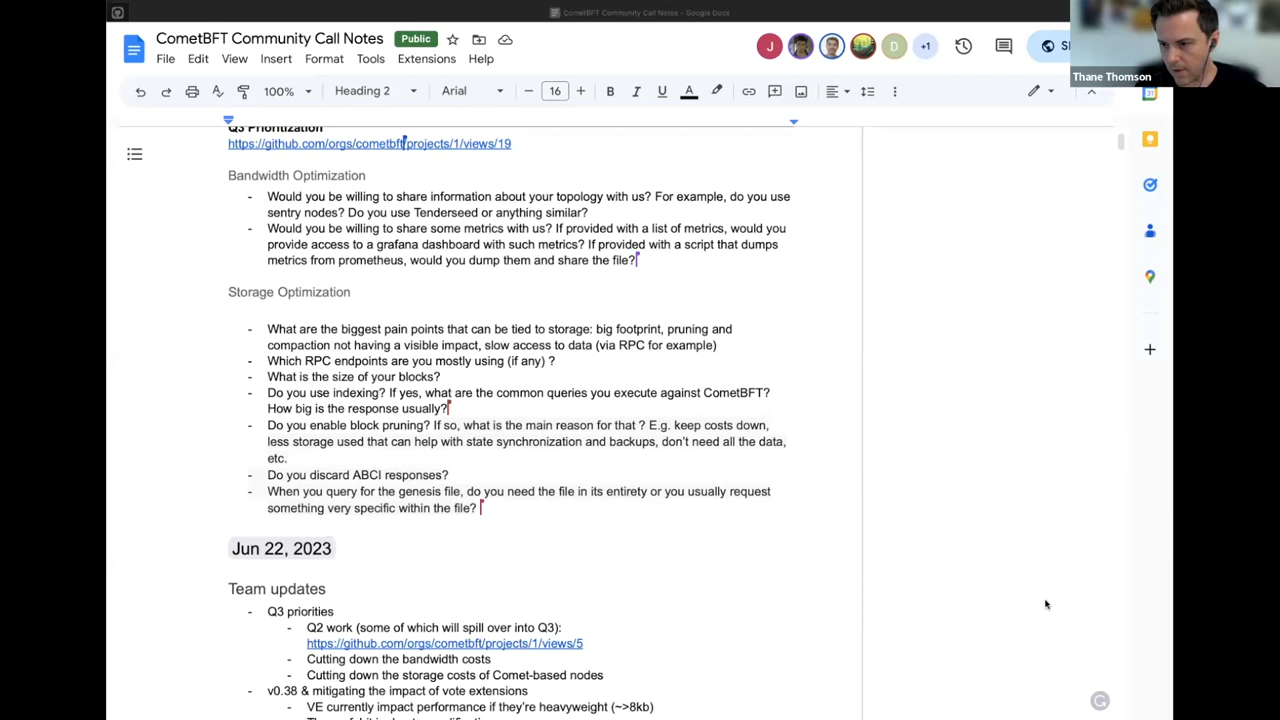 CometBFT Community Call Notes - Google Docs
CometBFT Community Call Notes
Public
File Edit View Insert Format Tools Extensions Help
J
D
+1
Thane Thomson
100%
Heading 2
Arial
16
B I U A
31
Q3 Prioritization
https://github.com/orgs/cometbft/projects/1/views/19
Bandwidth Optimization
- Would you be willing to share information about your topology with us? For example, do you use
sentry nodes? Do you use Tenderseed or anything similar?
- Would you be willing to share some metrics with us? If provided with a list of metrics, would you
provide access to a grafana dashboard with such metrics? If provided with a script that dumps
metrics from prometheus, would you dump them and share the file?
Storage Optimization
- What are the biggest pain points that can be tied to storage: big footprint, pruning and
compaction not having a visible impact, slow access to data (via RPC for example)
- Which RPC endpoints are you mostly using (if any) ?
- What is the size of your blocks?
- Do you use indexing? If yes, what are the common queries you execute against CometBFT?
How big is the response usually?
- Do you enable block pruning? If so, what is the main reason for that ? E.g. keep costs down,
less storage used that can help with state synchronization and backups, don't need all the data,
etc.
- Do you discard ABCI responses?
- When you query for the genesis file, do you need the file in its entirety or you usually request
something very specific within the file?
Jun 22, 2023
Team updates
- Q3 priorities
- Q2 work (some of which will spill over into Q3):
https://github.com/orgs/cometbft/projects/1/views/5
- Cutting down the bandwidth costs
- Cutting down the storage costs of Comet-based nodes
- v0.38 & mitigating the impact of vote extensions
- VE currently impact performance if they're heavyweight (~>8kb)